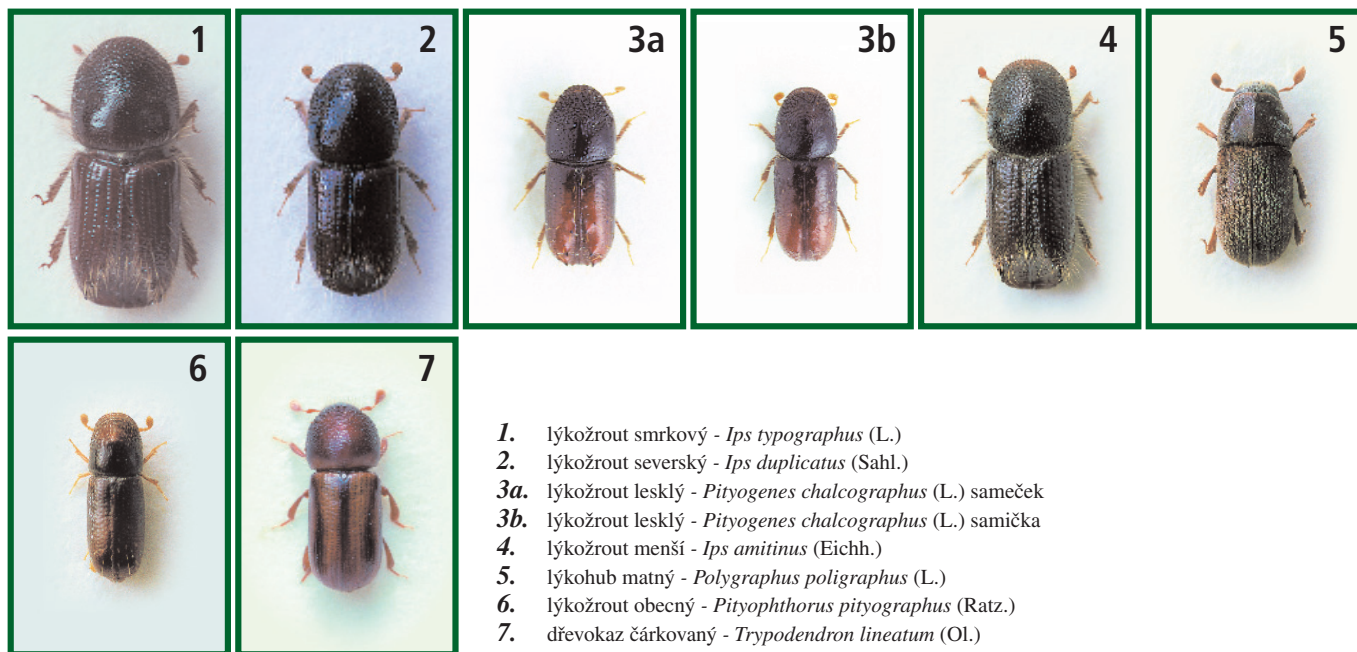 1
2
3a
3b
4
5
6
7
1. lýkožrout smrkový - Ips typographus (L.)
2. lýkožrout severský - Ips duplicatus (Sahl.)
3a. lýkožrout lesklý - Pityogenes chalcographus (L.) sameček
3b. lýkožrout lesklý - Pityogenes chalcographus (L.) samička
4. lýkožrout menší - Ips amitinus (Eichh.)
5. lýkohub matný - Polygraphus poligraphus (L.)
6. lýkožrout obecný - Pityophthorus pityographus (Ratz.)
7. dřevokaz čárkovaný - Trypodendron lineatum (Ol.)